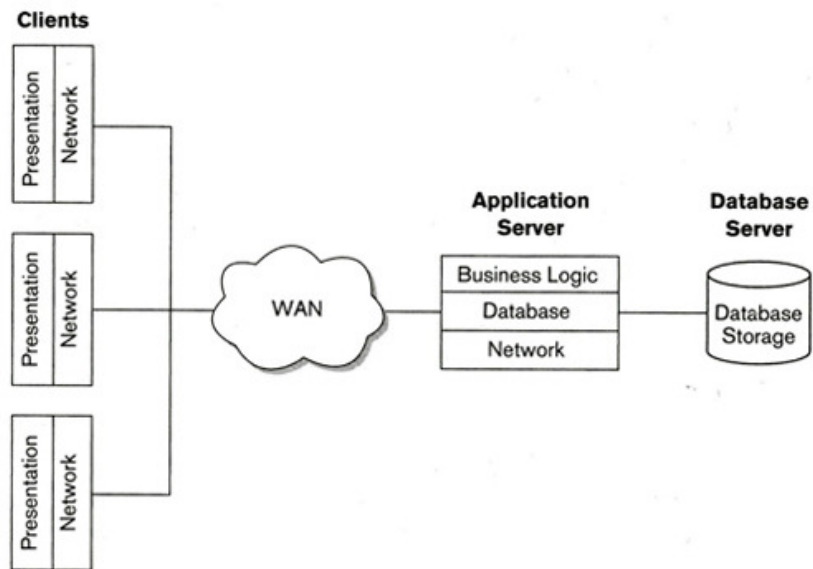 Clients
Presentation
Network
Presentation
Network
Presentation
Network
WAN
Application
Server
Business Logic
Database
Network
Database
Server
Database
Storage